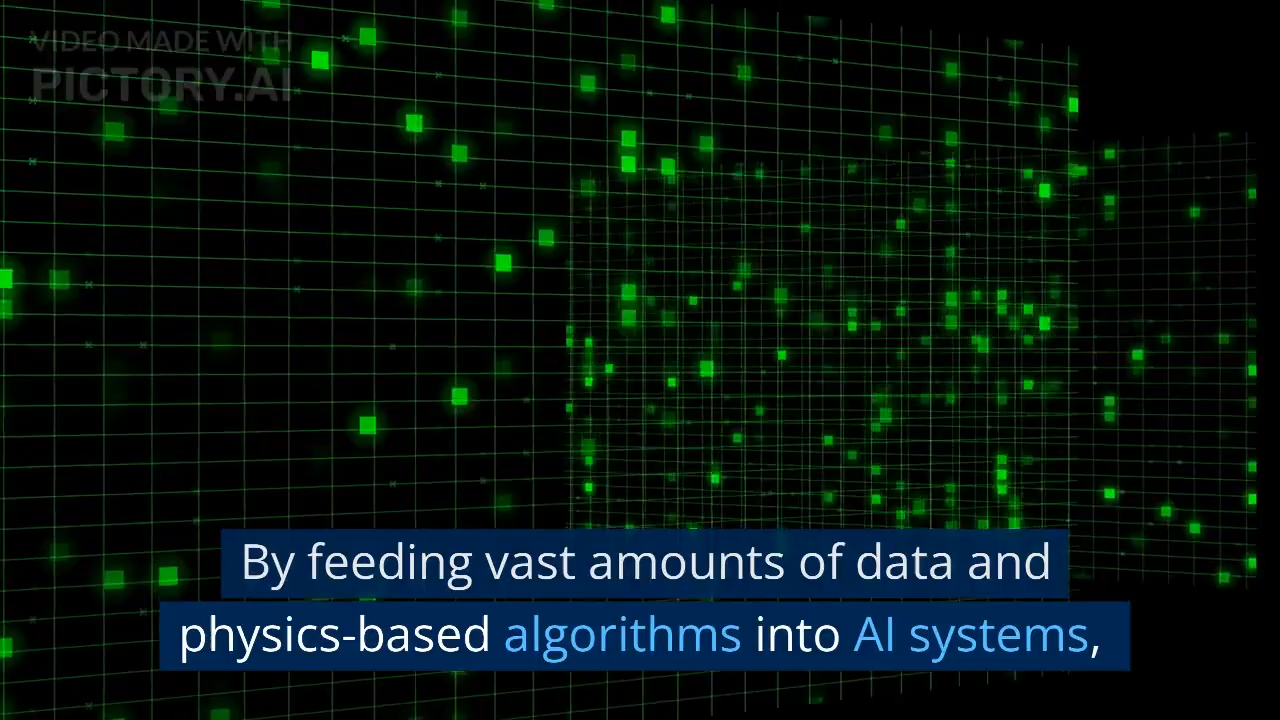 VIDEO MADE WITH
PICTORY.AI
By feeding vast amounts of data and
physics-based algorithms into AI systems,